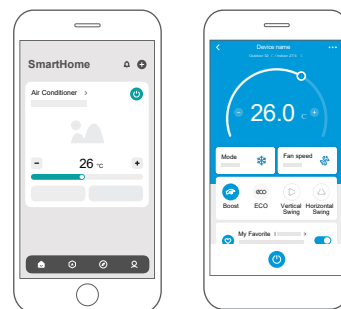 SmartHome
Air Conditioner >
- 26 °C +
< Device name ...
- 26.0 C +
Mode
Fan speed
ECO
Boost
ECO
Vertical Swing
Horizontal Swing
My Favorite